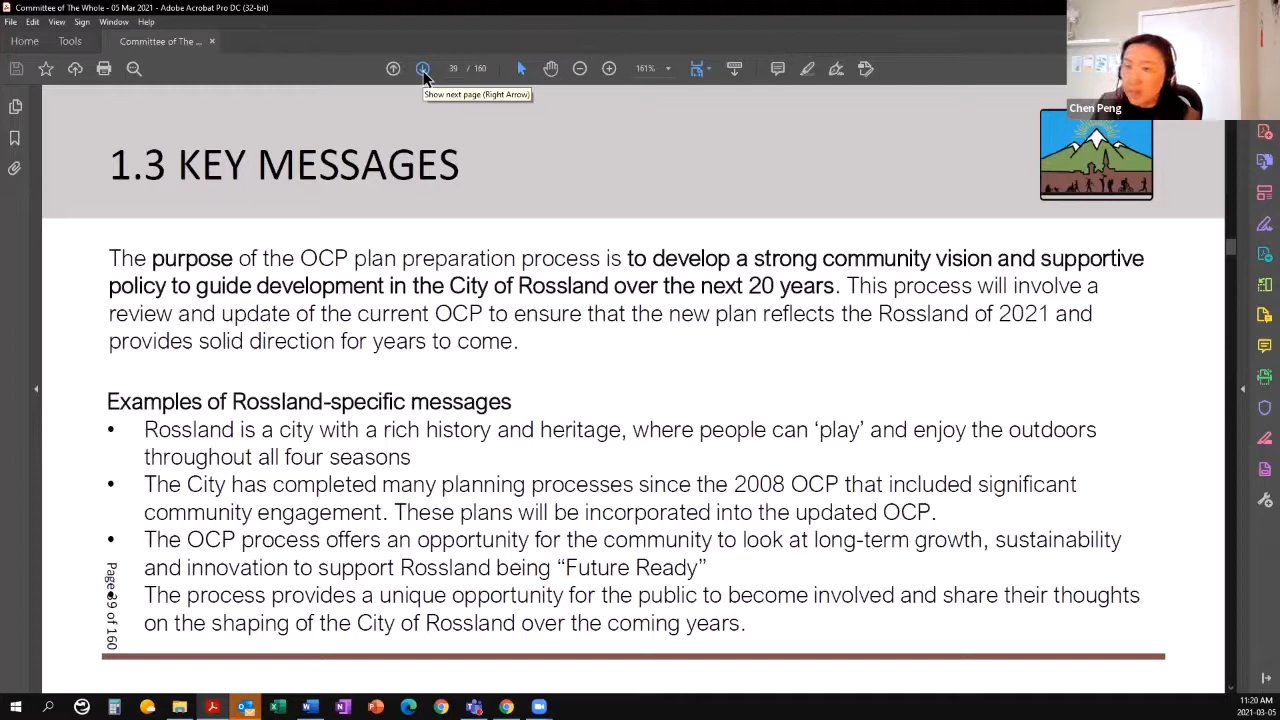 Committee of The Whole - 05 Mar 2021 - Adobe Acrobat Pro DC (32-bit)
File Edit View Sign Window Help
Home Tools Committee of The ... ×
39 / 160 161%
Show next page (Right Arrow)
Chen Peng
1.3 KEY MESSAGES
The purpose of the OCP plan preparation process is to develop a strong community vision and supportive
policy to guide development in the City of Rossland over the next 20 years. This process will involve a
review and update of the current OCP to ensure that the new plan reflects the Rossland of 2021 and
provides solid direction for years to come.
Examples of Rossland-specific messages
• Rossland is a city with a rich history and heritage, where people can ‘play’ and enjoy the outdoors
throughout all four seasons
• The City has completed many planning processes since the 2008 OCP that included significant
community engagement. These plans will be incorporated into the updated OCP.
• The OCP process offers an opportunity for the community to look at long-term growth, sustainability
and innovation to support Rossland being “Future Ready”
• The process provides a unique opportunity for the public to become involved and share their thoughts
on the shaping of the City of Rossland over the coming years.
Page 39 of 160
11:20 AM
2021-03-05